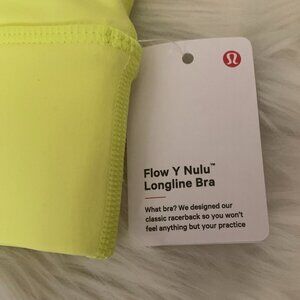 Flow Y Nulu™
Longline Bra
What bra? We designed our
classic racerback so you won't
feel anything but your practice